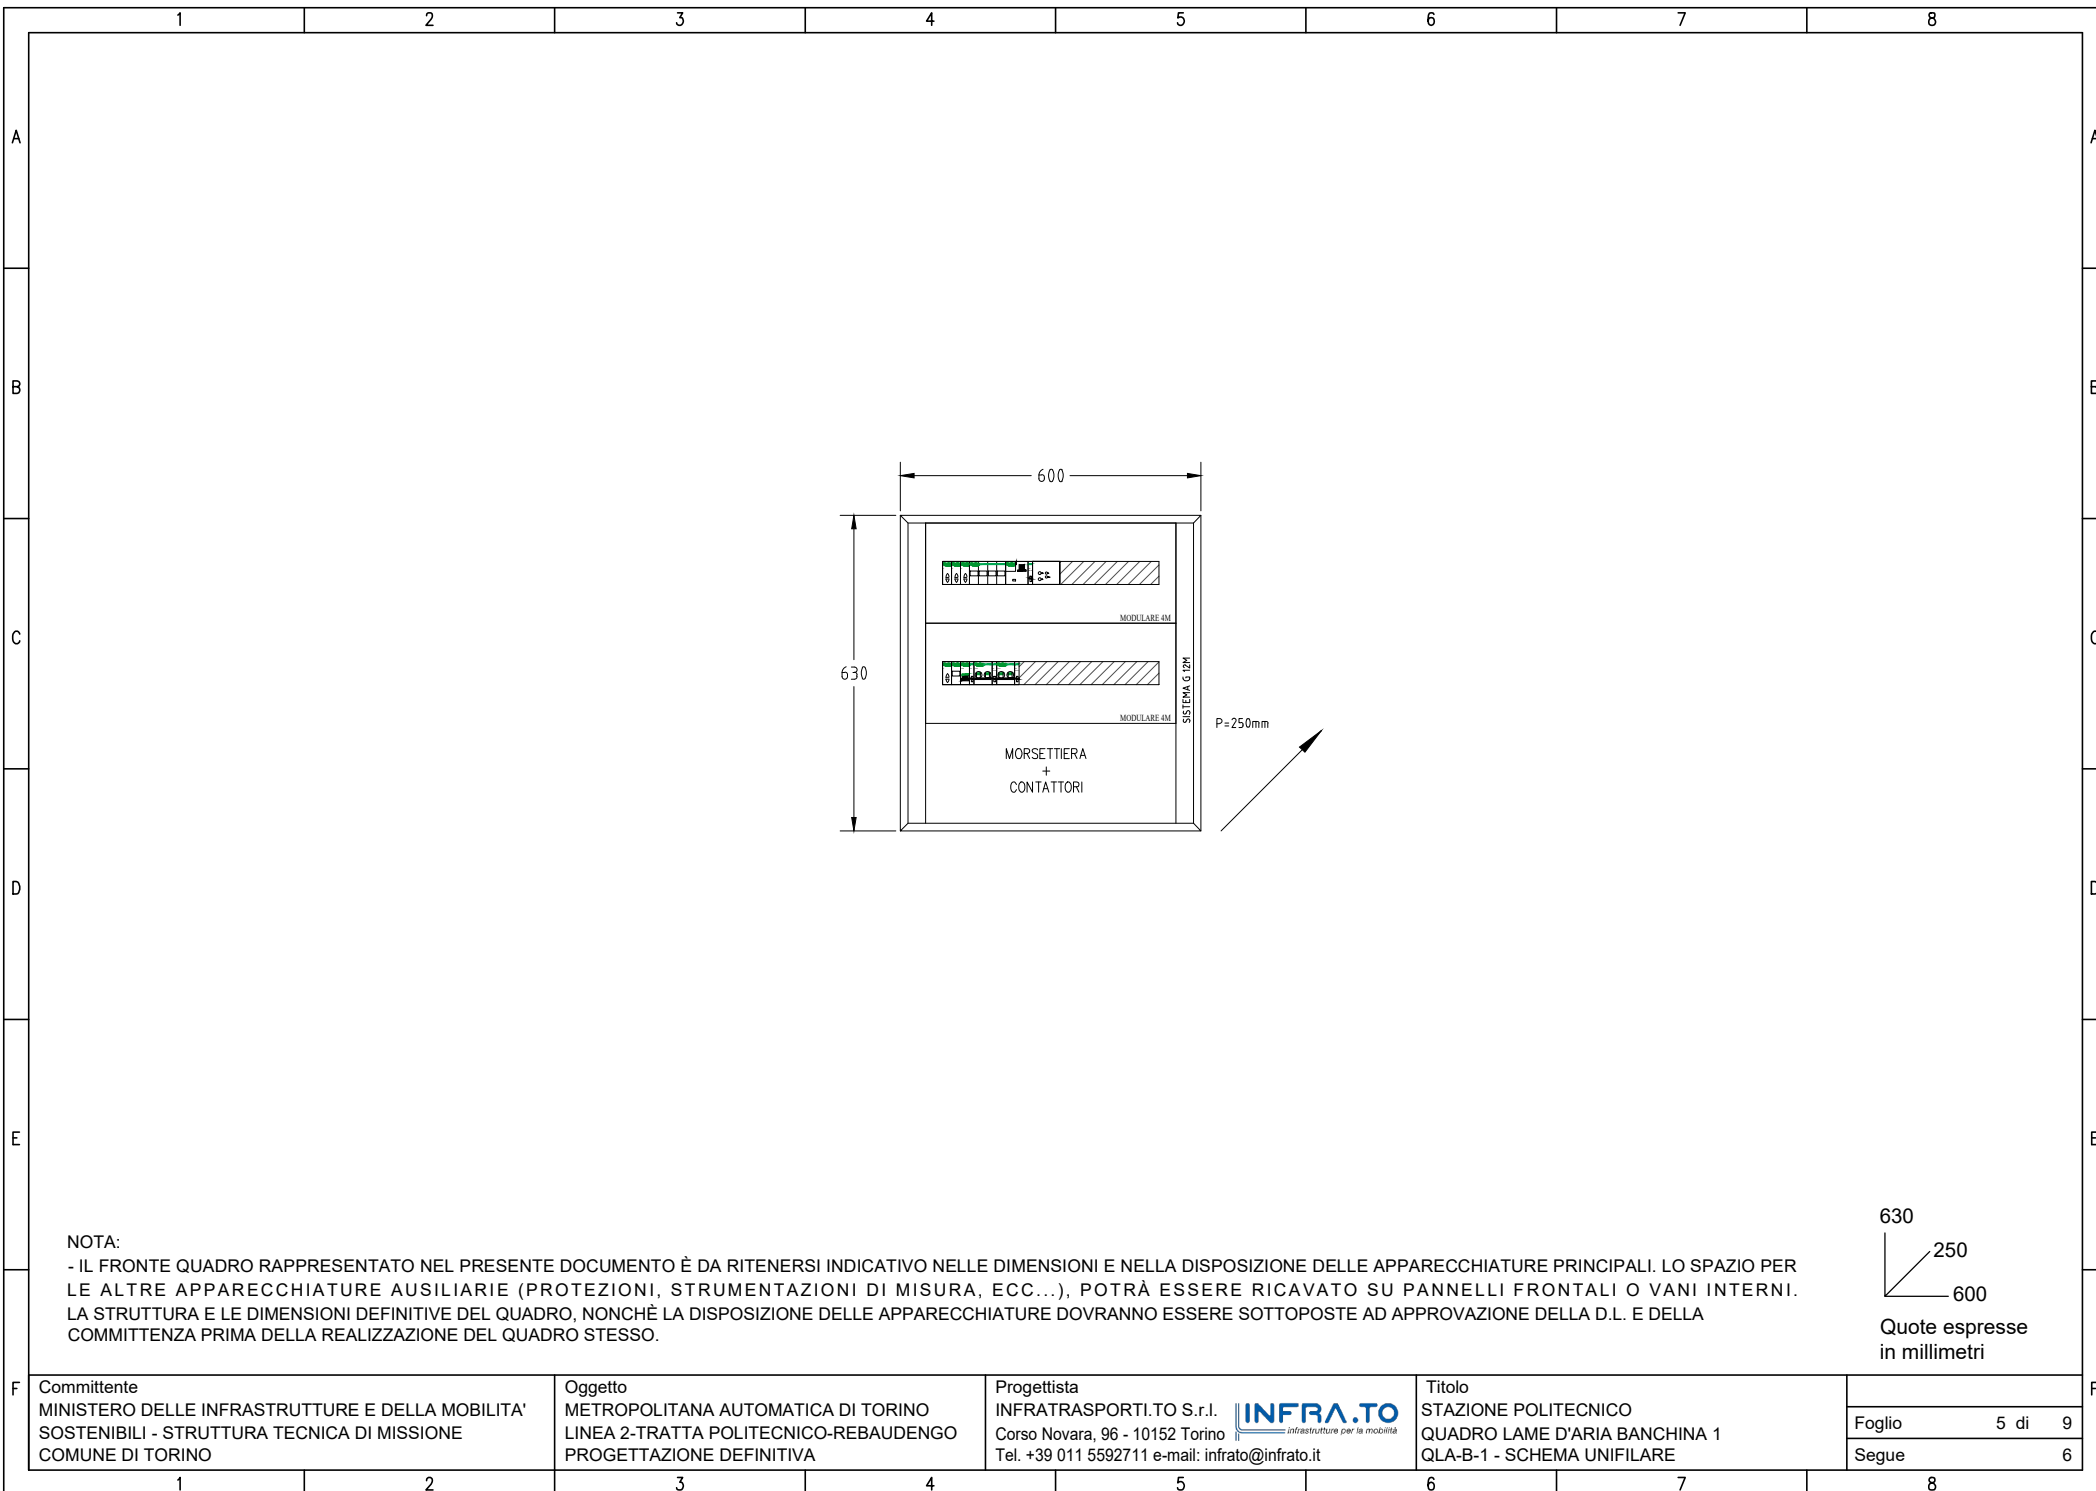 1 2 3 4 5 6 7 8
A A
B B
C C
D D
E E
F F
600
630
MODULARE 4M
MODULARE 4M
SISTEMA G 12M
P=250mm
MORSETTIERA
+
CONTATTORI
NOTA:
- IL FRONTE QUADRO RAPPRESENTATO NEL PRESENTE DOCUMENTO È DA RITENERSI INDICATIVO NELLE DIMENSIONI E NELLA DISPOSIZIONE DELLE APPARECCHIATURE PRINCIPALI. LO SPAZIO PER
LE ALTRE APPARECCHIATURE AUSILIARIE (PROTEZIONI, STRUMENTAZIONI DI MISURA, ECC...), POTRÀ ESSERE RICAVATO SU PANNELLI FRONTALI O VANI INTERNI.
LA STRUTTURA E LE DIMENSIONI DEFINITIVE DEL QUADRO, NONCHÈ LA DISPOSIZIONE DELLE APPARECCHIATURE DOVRANNO ESSERE SOTTOPOSTE AD APPROVAZIONE DELLA D.L. E DELLA
COMMITTENZA PRIMA DELLA REALIZZAZIONE DEL QUADRO STESSO.
630
250
600
Quote espresse
in millimetri
Committente
MINISTERO DELLE INFRASTRUTTURE E DELLA MOBILITA'
SOSTENIBILI - STRUTTURA TECNICA DI MISSIONE
COMUNE DI TORINO
Oggetto
METROPOLITANA AUTOMATICA DI TORINO
LINEA 2-TRATTA POLITECNICO-REBAUDENGO
PROGETTAZIONE DEFINITIVA
Progettista
INFRATRASPORTI.TO S.r.l.
Corso Novara, 96 - 10152 Torino
Tel. +39 011 5592711 e-mail: infrato@infrato.it
INFRA.TO
infrastrutture per la mobilità
Titolo
STAZIONE POLITECNICO
QUADRO LAME D'ARIA BANCHINA 1
QLA-B-1 - SCHEMA UNIFILARE
Foglio 5 di 9
Segue 6
1 2 3 4 5 6 7 8